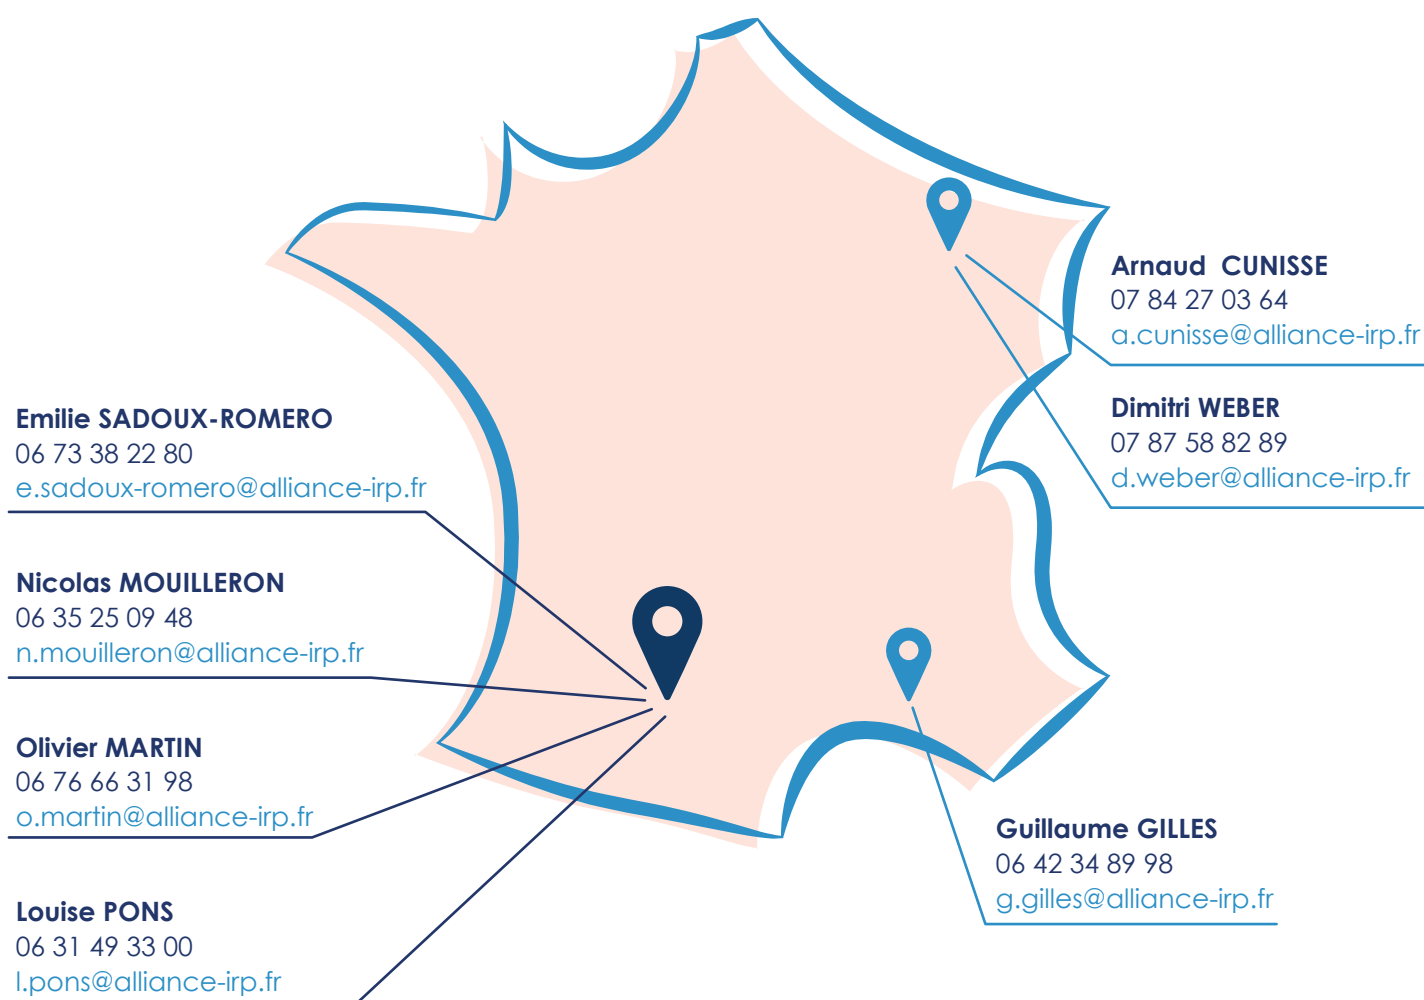 Arnaud CUNISSE
07 84 27 03 64
a.cunisse@alliance-irp.fr
Dimitri WEBER
07 87 58 82 89
d.weber@alliance-irp.fr
Emilie SADOUX-ROMERO
06 73 38 22 80
e.sadoux-romero@alliance-irp.fr
Nicolas MOUILLERON
06 35 25 09 48
n.mouilleron@alliance-irp.fr
Olivier MARTIN
06 76 66 31 98
o.martin@alliance-irp.fr
Guillaume GILLES
06 42 34 89 98
g.gilles@alliance-irp.fr
Louise PONS
06 31 49 33 00
l.pons@alliance-irp.fr